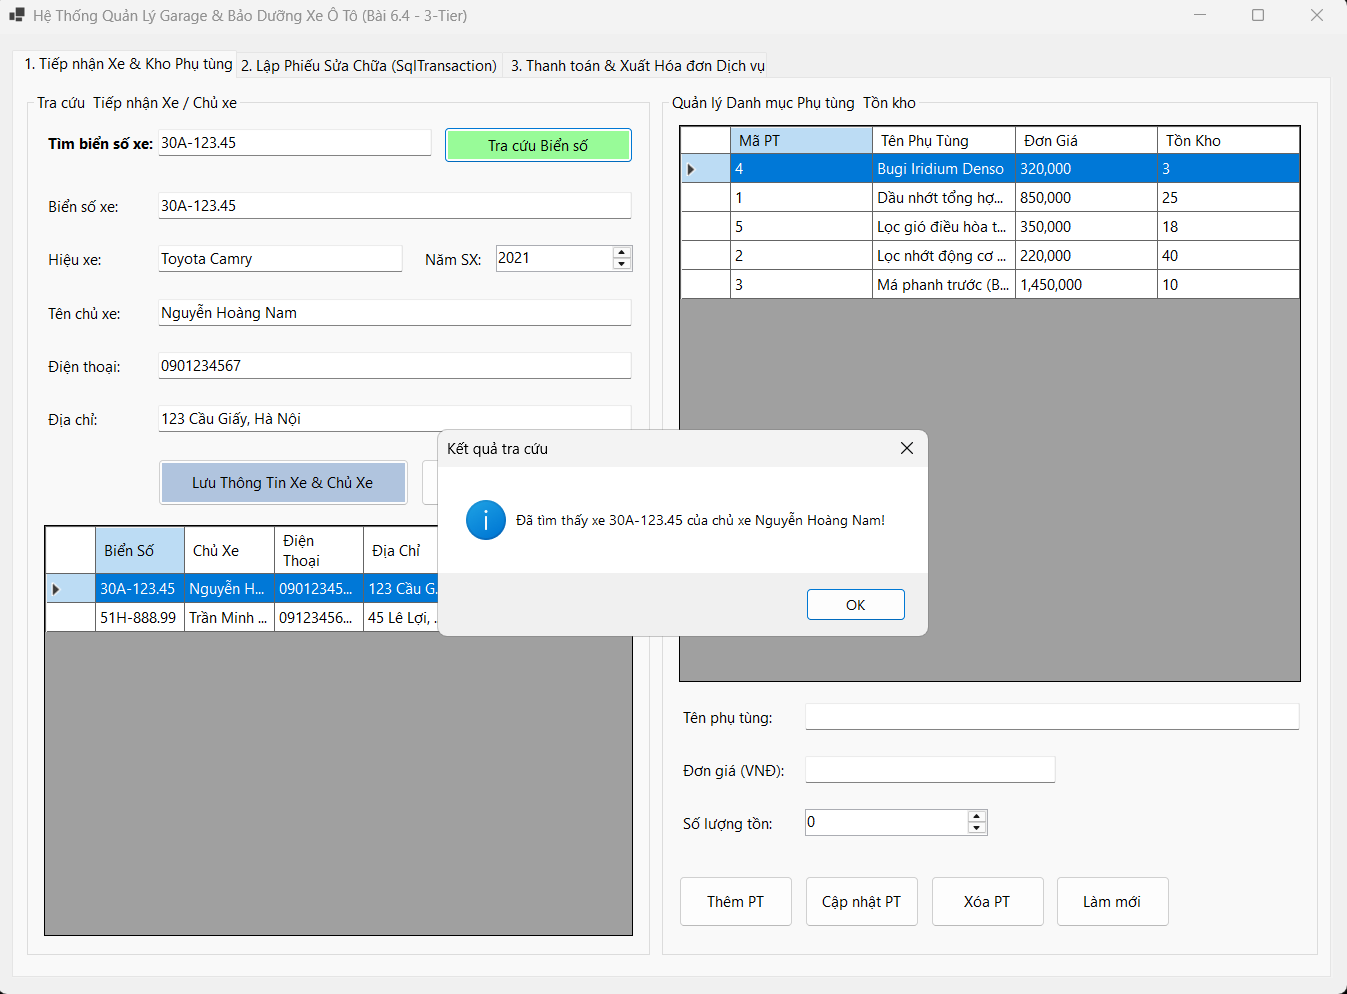 Hệ Thống Quản Lý Garage & Bảo Dưỡng Xe Ô Tô (Bài 6.4 - 3-Tier)
1. Tiếp nhận Xe & Kho Phụ tùng
2. Lập Phiếu Sửa Chữa (SqlTransaction)
3. Thanh toán & Xuất Hóa đơn Dịch vụ
Tra cứu  Tiếp nhận Xe / Chủ xe
Tìm biển số xe: 30A-123.45
Tra cứu Biển số
Biển số xe: 30A-123.45
Hiệu xe: Toyota Camry
Năm SX: 2021
Tên chủ xe: Nguyễn Hoàng Nam
Điện thoại: 0901234567
Địa chỉ: 123 Cầu Giấy, Hà Nội
Lưu Thông Tin Xe & Chủ Xe
Biển Số Chủ Xe Điện Thoại Địa Chỉ
30A-123.45 Nguyễn H... 09012345... 123 Cầu G.
51H-888.99 Trần Minh ... 09123456... 45 Lê Lợi, .
Quản lý Danh mục Phụ tùng  Tồn kho
Mã PT Tên Phụ Tùng Đơn Giá Tồn Kho
4 Bugi Iridium Denso 320,000 3
1 Dầu nhớt tổng hợ... 850,000 25
5 Lọc gió điều hòa t... 350,000 18
2 Lọc nhớt động cơ ... 220,000 40
3 Má phanh trước (B... 1,450,000 10
Kết quả tra cứu
Đã tìm thấy xe 30A-123.45 của chủ xe Nguyễn Hoàng Nam!
OK
Tên phụ tùng:
Đơn giá (VNĐ):
Số lượng tồn: 0
Thêm PT
Cập nhật PT
Xóa PT
Làm mới